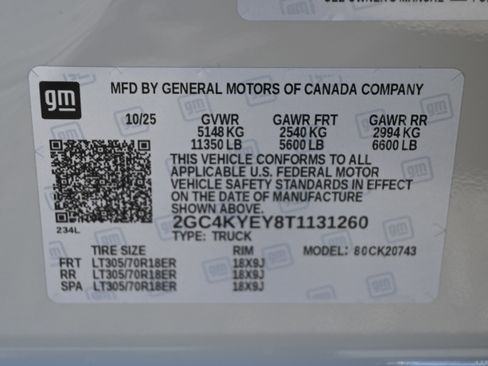 gm
MFD BY GENERAL MOTORS OF CANADA COMPANY
10/25 GVWR GAWR FRT GAWR RR
5148 KG 2540 KG 2994 KG
11350 LB 5600 LB 6600 LB
THIS VEHICLE CONFORMS TO ALL
APPLICABLE U.S. FEDERAL MOTOR
VEHICLE SAFETY STANDARDS IN EFFECT
ON THE DATE OF MANUFACTURE
SHOWN ABOVE.
234L
2GC4KYEY8T1131260
TYPE: TRUCK
TIRE SIZE RIM MODEL: 80CK20743
FRT LT305/70R18ER 18X9J
RR LT305/70R18ER 18X9J
SPA LT305/70R18ER 18X9J